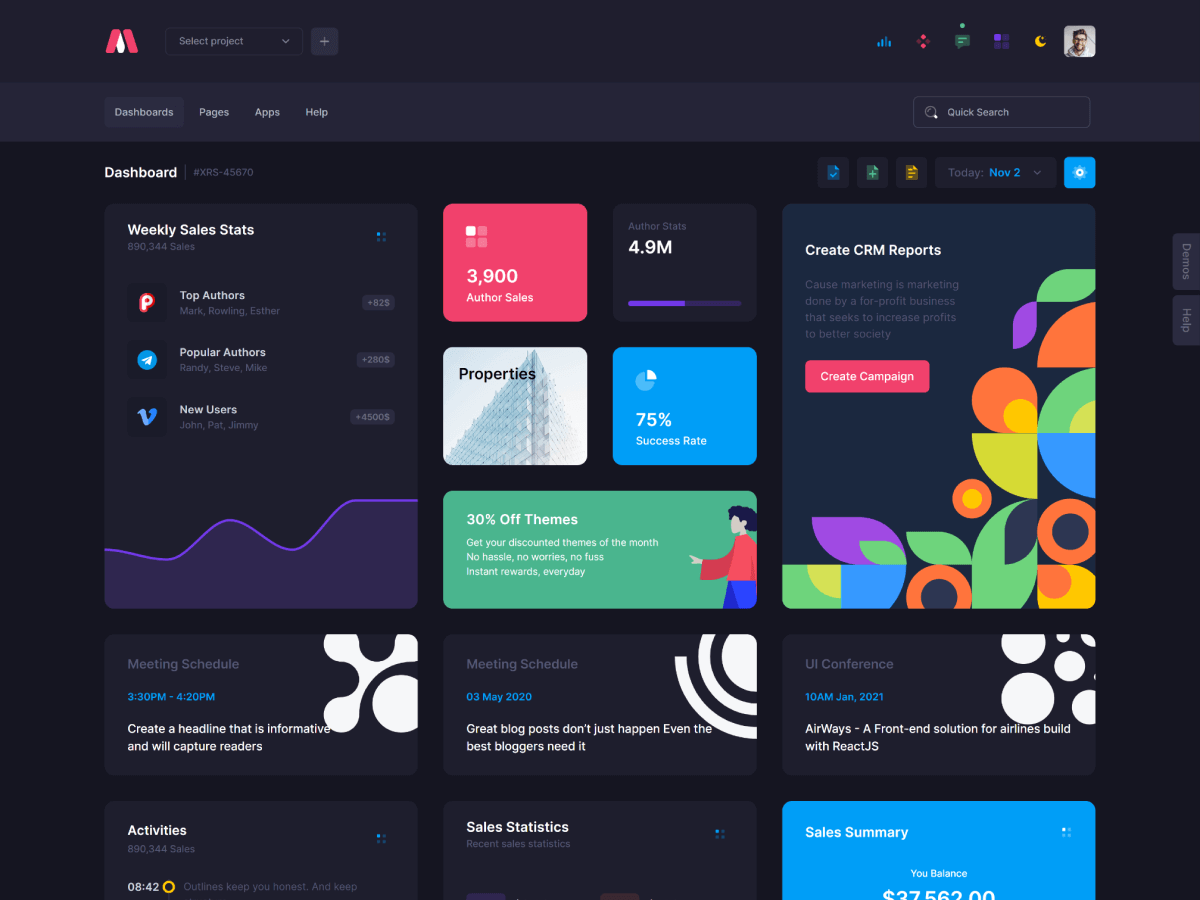 Select project
Dashboards
Pages
Apps
Help
Quick Search
Dashboard
#XRS-45670
Today: Nov 2
Weekly Sales Stats
890,344 Sales
Top Authors
Mark, Rowling, Esther
+82$
Popular Authors
Randy, Steve, Mike
+280$
New Users
John, Pat, Jimmy
+4500$
3,900
Author Sales
Author Stats
4.9M
Properties
75%
Success Rate
30% Off Themes
Get your discounted themes of the month
No hassle, no worries, no fuss
Instant rewards, everyday
Create CRM Reports
Cause marketing is marketing
done by a for-profit business
that seeks to increase profits
to better society
Create Campaign
Demos
Help
Meeting Schedule
3:30PM - 4:20PM
Create a headline that is informative
and will capture readers
Meeting Schedule
03 May 2020
Great blog posts don’t just happen Even the
best bloggers need it
UI Conference
10AM Jan, 2021
AirWays - A Front-end solution for airlines build
with ReactJS
Activities
890,344 Sales
08:42
Outlines keep you honest. And keep
Sales Statistics
Recent sales statistics
Sales Summary
You Balance
$37,562.00